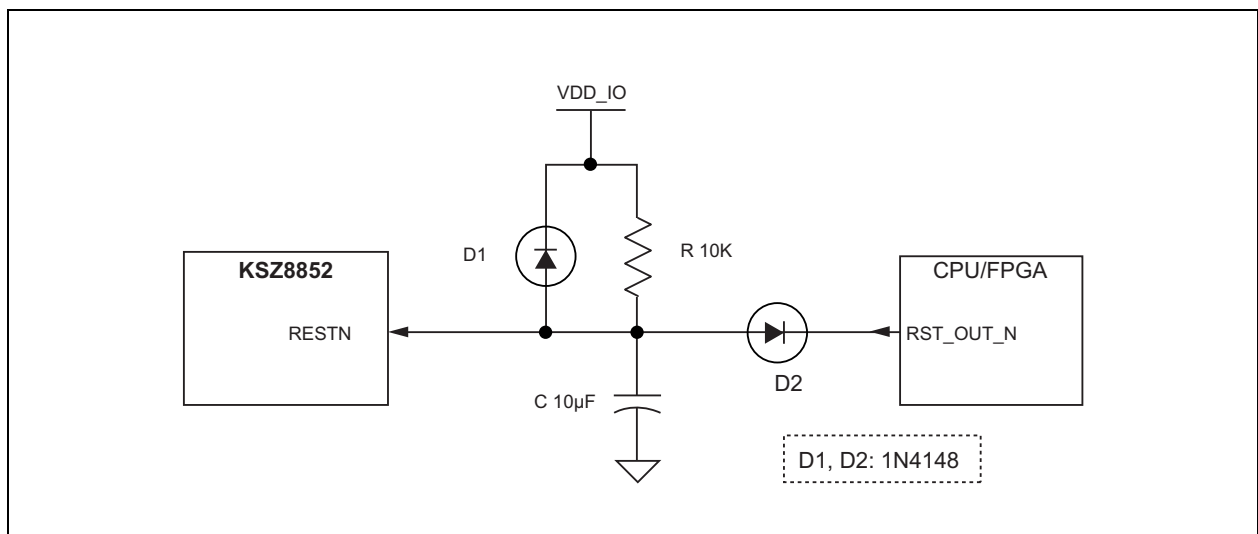 VDD_IO
D1
R 10K
KSZ8852
RESTN
CPU/FPGA
RST_OUT_N
D2
C 10µF
D1, D2: 1N4148